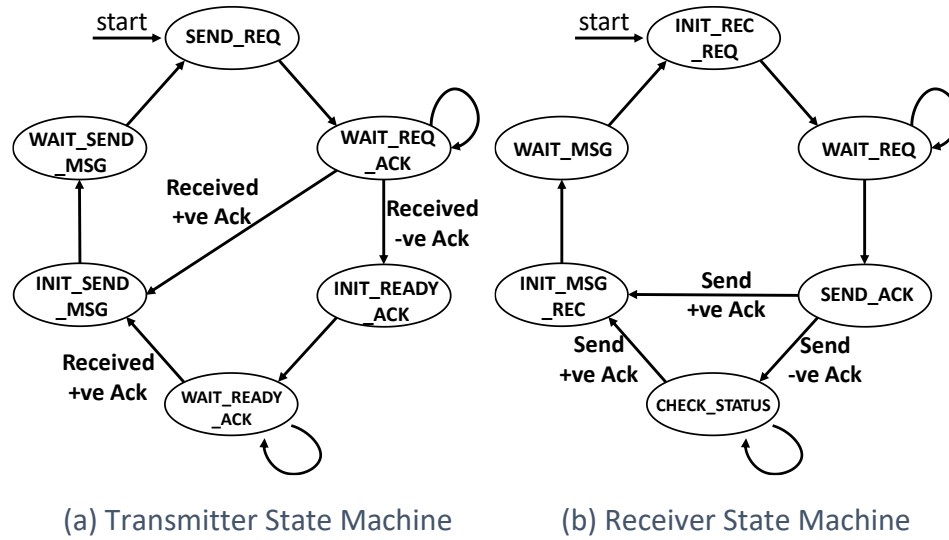 start
SEND_REQ
WAIT_SEND
_MSG
WAIT_REQ
_ACK
Received
+ve Ack
Received
-ve Ack
INIT_SEND
_MSG
INIT_READY
_ACK
Received
+ve Ack
WAIT_READY
_ACK
(a) Transmitter State Machine
start
INIT_REC
_REQ
WAIT_MSG
WAIT_REQ
INIT_MSG
_REC
Send
+ve Ack
SEND_ACK
Send
+ve Ack
Send
-ve Ack
CHECK_STATUS
(b) Receiver State Machine